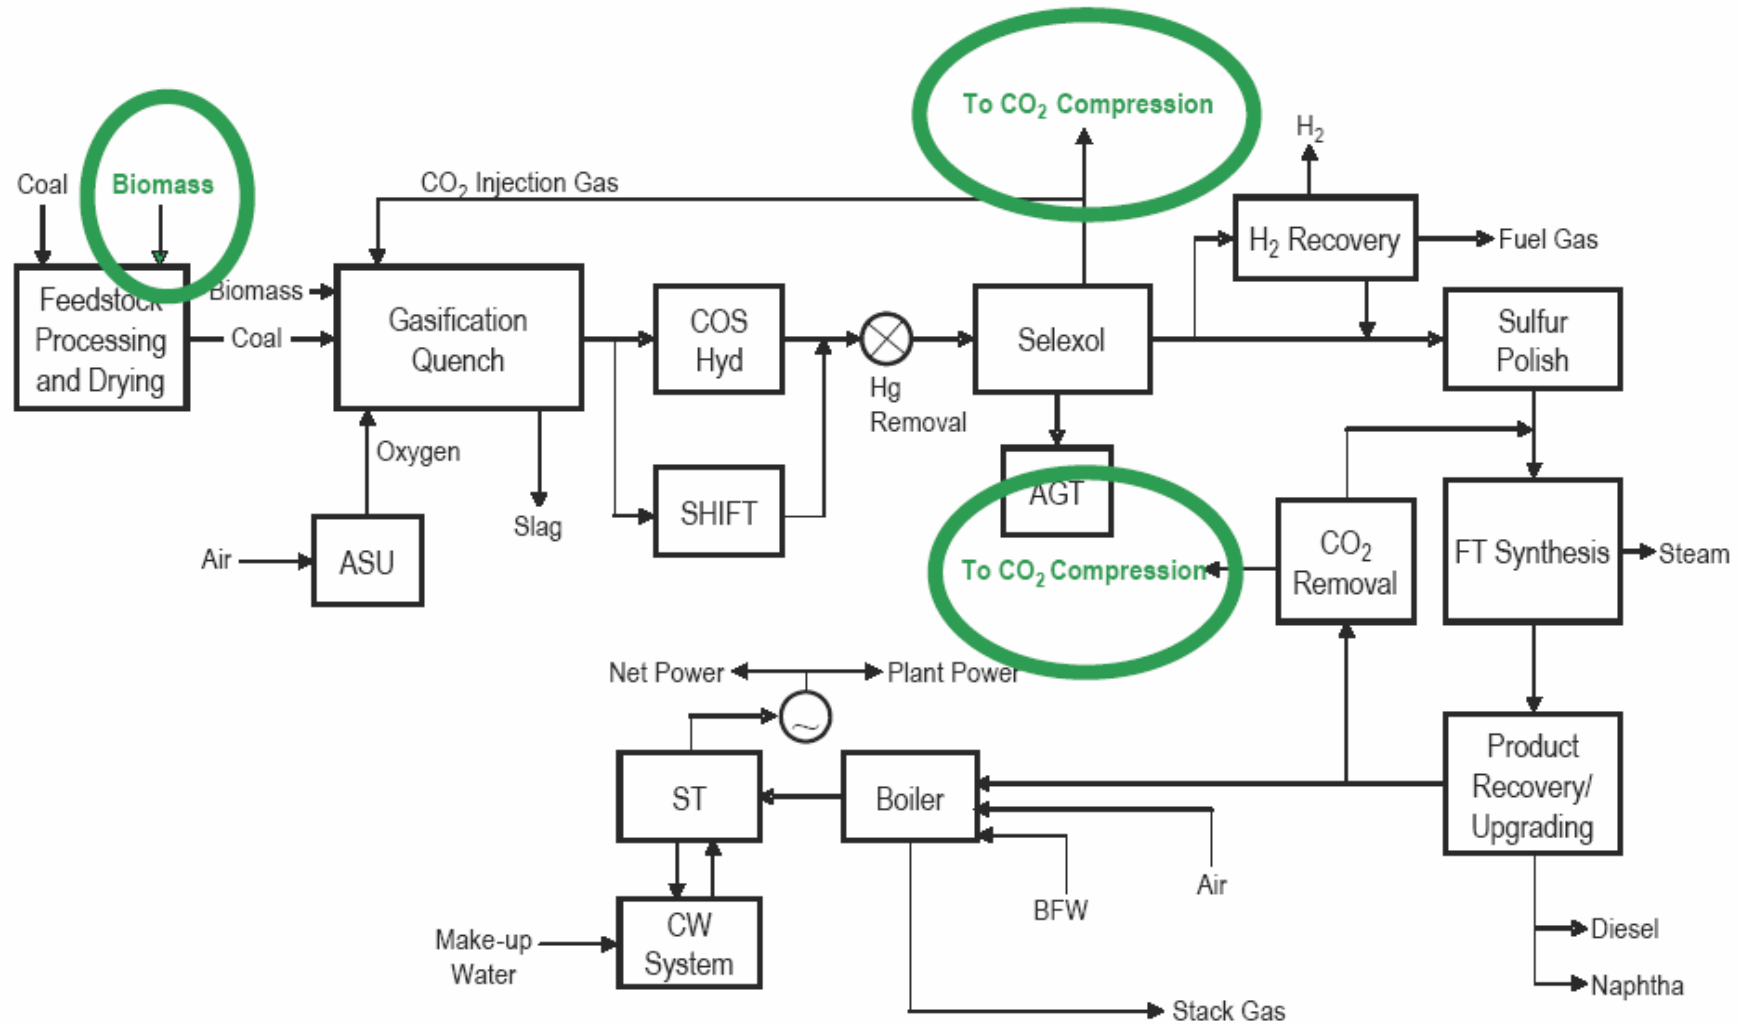 To CO₂ Compression
H₂
Coal
Biomass
CO₂ Injection Gas
H₂ Recovery
Fuel Gas
Feedstock
Processing
and Drying
Biomass
Coal
Gasification
Quench
COS
Hyd
Hg
Removal
Selexol
Sulfur
Polish
Oxygen
Slag
SHIFT
AGT
Air
ASU
To CO₂ Compression
CO₂
Removal
FT Synthesis
Steam
Net Power
Plant Power
~
ST
Boiler
Product
Recovery/
Upgrading
Air
BFW
CW
System
Make-up
Water
Diesel
Naphtha
Stack Gas